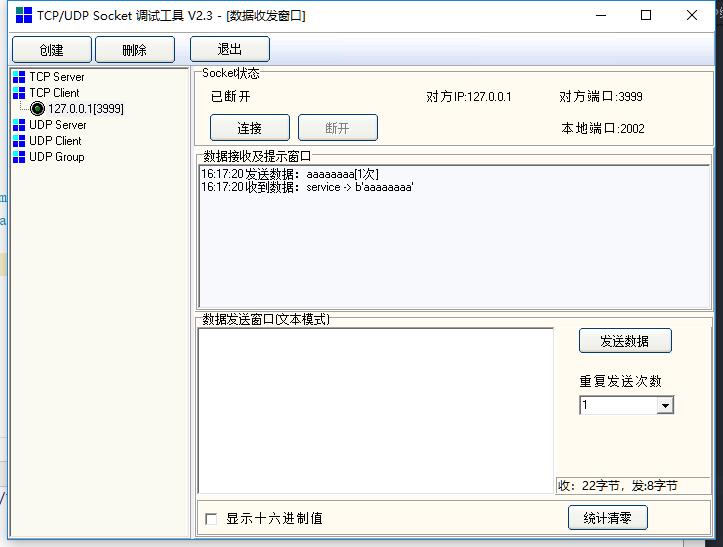 TCP/UDP Socket 调试工具 V2.3 - [数据收发窗口]
创建 删除 退出
TCP Server
TCP Client
127.0.0.1[3999]
UDP Server
UDP Client
UDP Group
Socket状态
已断开 对方IP:127.0.0.1 对方端口:3999
连接 断开 本地端口:2002
数据接收及提示窗口
16:17:20 发送数据：aaaaaaaa[1次]
16:17:20 收到数据：service -> b'aaaaaaaa'
数据发送窗口(文本模式)
发送数据
重复发送次数
1
收：22字节，发:8字节
显示十六进制值 统计清零